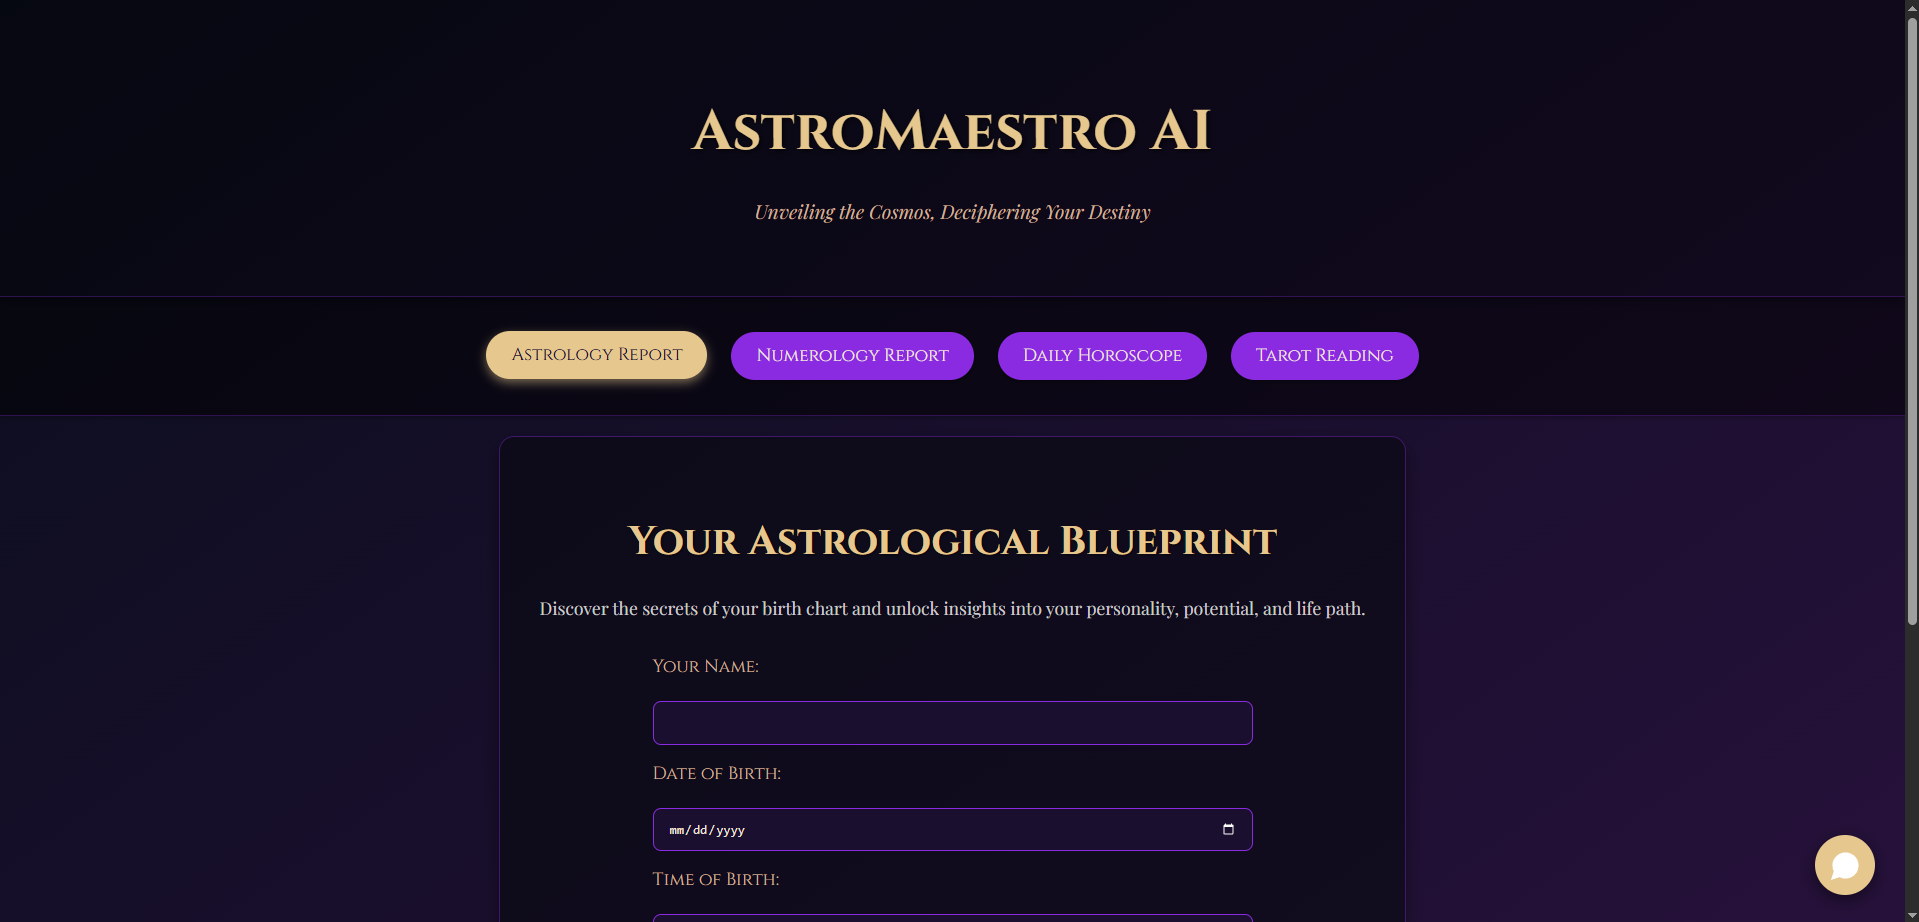 AstroMaestro AI
Unveiling the Cosmos, Deciphering Your Destiny
Astrology Report
Numerology Report
Daily Horoscope
Tarot Reading
Your Astrological Blueprint
Discover the secrets of your birth chart and unlock insights into your personality, potential, and life path.
Your Name:
Date of Birth:
mm/dd/yyyy
Time of Birth: